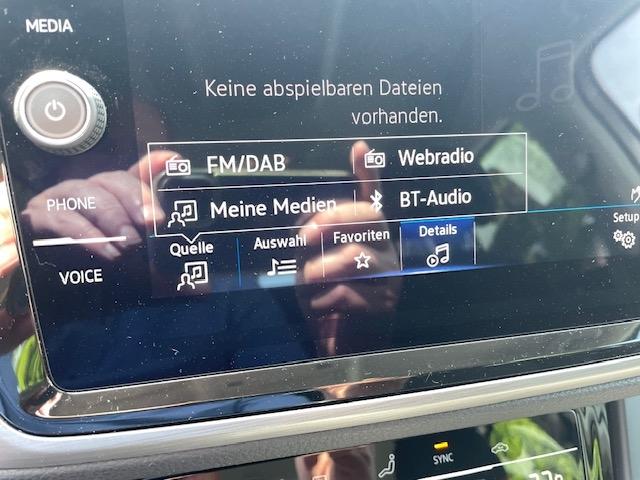 MEDIA
Keine abspielbaren Dateien
vorhanden.
FM/DAB
Webradio
PHONE
Meine Medien
BT-Audio
Quelle
Auswahl
Favoriten
Details
Setup
VOICE
SYNC